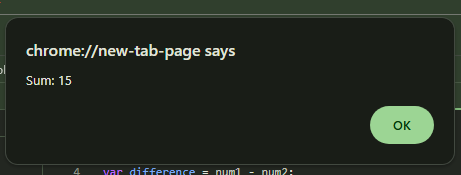 chrome://new-tab-page says
Sum: 15
OK
4 var difference = num1 - num2;